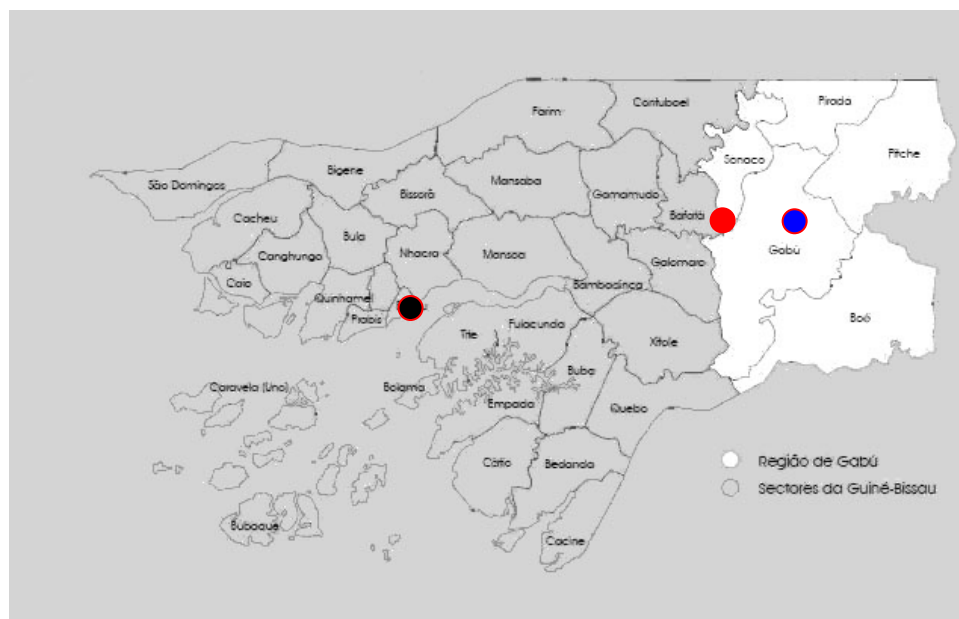 Farim
Contuboel
Pirada
Pitche
Sonaco
São Domingos
Bigene
Bissorã
Mansaba
Gamamudo
Bafatá
Cacheu
Canghungo
Bula
Nhacra
Mansoa
Galomaro
Gabú
Caio
Quinhamel
Prabis
Bambadinca
Boé
Tite
Fulacunda
Xitole
Caravela (Uno)
Bolama
Buba
Empada
Quebo
Catió
Bedanda
Bubaque
Cacine
Região de Gabú
Sectores da Guiné-Bissau